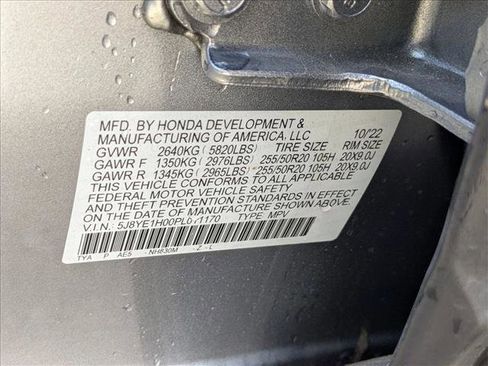 MFD. BY HONDA DEVELOPMENT &
MANUFACTURING OF AMERICA, LLC 10/22
GVWR 2640KG ( 5820LBS) TIRE SIZE RIM SIZE
GAWR F 1350KG ( 2976LBS) 255/50R20 105H 20X9.0J
GAWR R 1345KG ( 2965LBS) 255/50R20 105H 20X9.0J
THIS VEHICLE CONFORMS TO ALL APPLICABLE
FEDERAL MOTOR VEHICLE SAFETY
AND THEFT PREVENTION STANDARDS IN EFFECT
ON THE DATE OF MANUFACTURE SHOWN ABOVE.
V.I.N.: TYPE: MPV
TYA P AE5 NH830M Z - L